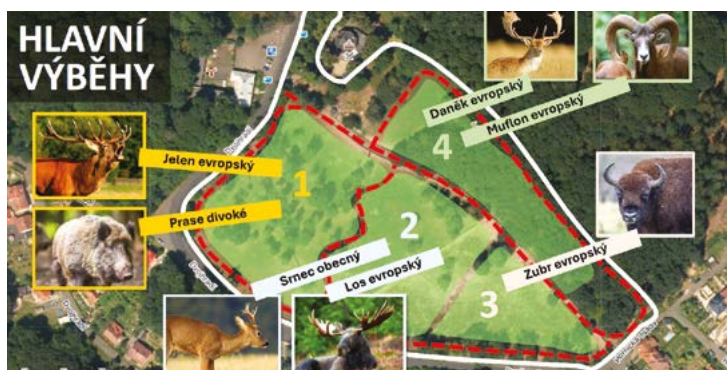 HLAVNÍ
VÝBĚHY
Daněk evropský
Muflon evropský
4
Jelen evropský
1
Prase divoké
2
Srnec obecný
Los evropský
Zubr evropský
3